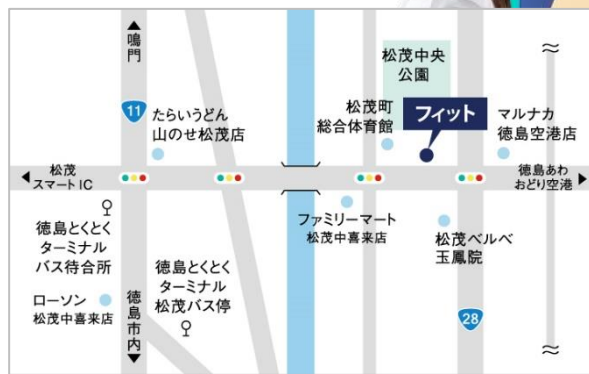 鳴門
11
たらいうどん
山のせ松茂店
松茂中央
公園
松茂町
総合体育館
フィット
マルナカ
徳島空港店
松茂
スマートIC
徳島あわ
おどり空港
徳島とくとく
ターミナル
バス待合所
徳島とくとく
ターミナル
松茂バス停
ファミリーマート
松茂中喜来店
松茂ベルベ
玉鳳院
ローソン
松茂中喜来店
徳島市内
28